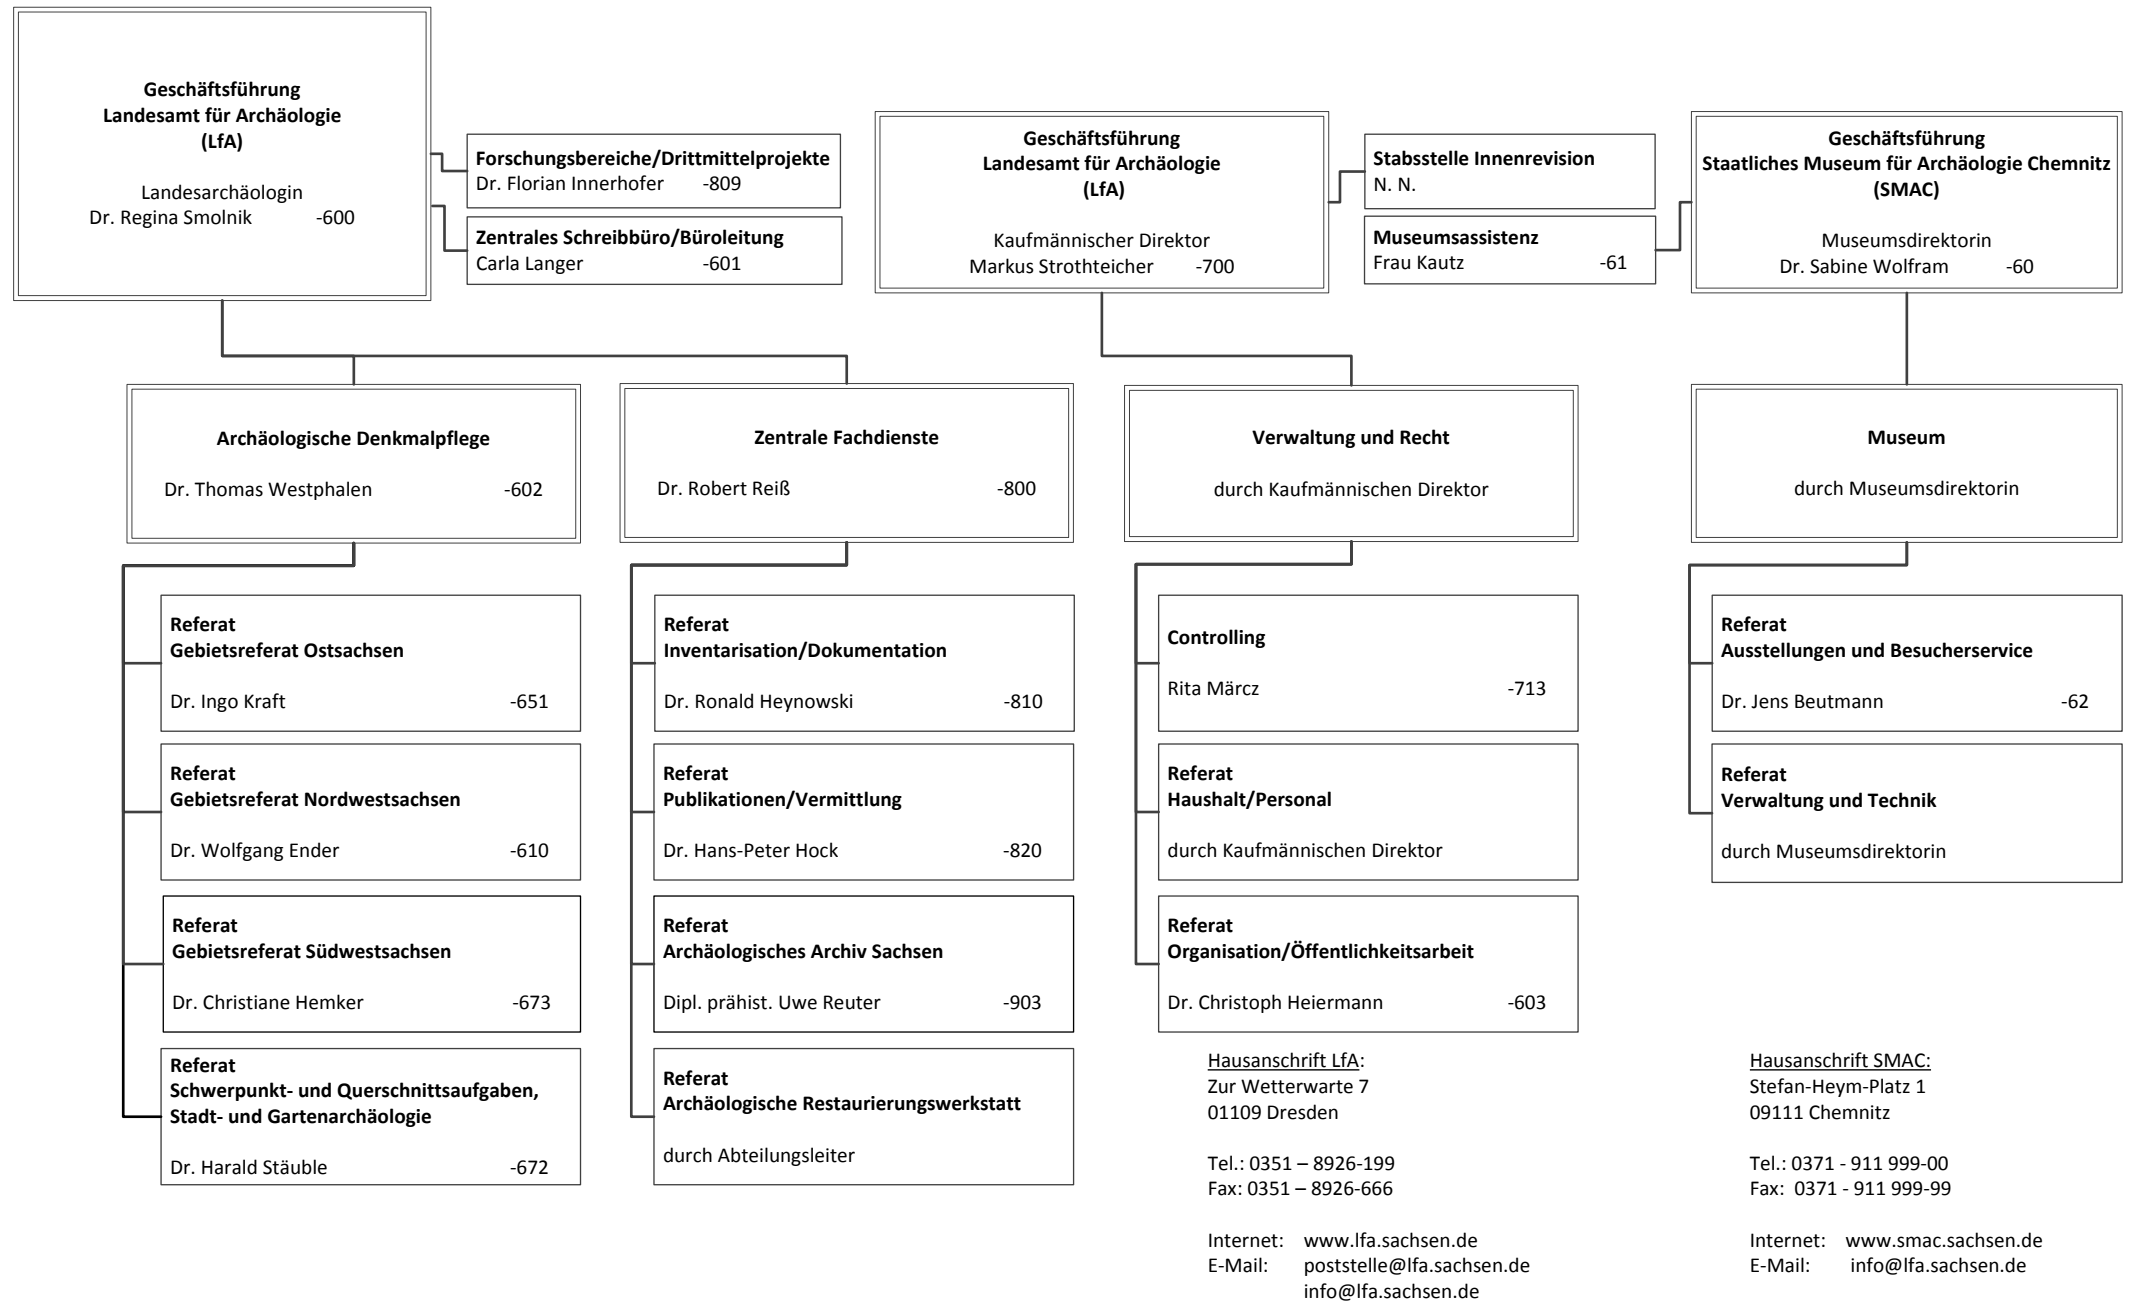 Geschäftsführung
Landesamt für Archäologie
(LfA)
Landesarchäologin
Dr. Regina Smolnik -600
Forschungsbereiche/Drittmittelprojekte
Dr. Florian Innerhofer -809
Zentrales Schreibbüro/Büroleitung
Carla Langer -601
Geschäftsführung
Landesamt für Archäologie
(LfA)
Kaufmännischer Direktor
Markus Strothteicher -700
Stabsstelle Innenrevision
N. N.
Museumsassistenz
Frau Kautz -61
Geschäftsführung
Staatliches Museum für Archäologie Chemnitz
(SMAC)
Museumsdirektorin
Dr. Sabine Wolfram -60
Archäologische Denkmalpflege
Dr. Thomas Westphalen -602
Zentrale Fachdienste
Dr. Robert Reiß -800
Verwaltung und Recht
durch Kaufmännischen Direktor
Museum
durch Museumsdirektorin
Referat
Gebietsreferat Ostsachsen
Dr. Ingo Kraft -651
Referat
Gebietsreferat Nordwestsachsen
Dr. Wolfgang Ender -610
Referat
Gebietsreferat Südwestsachsen
Dr. Christiane Hemker -673
Referat
Schwerpunkt- und Querschnittsaufgaben,
Stadt- und Gartenarchäologie
Dr. Harald Stäuble -672
Referat
Inventarisation/Dokumentation
Dr. Ronald Heynowski -810
Referat
Publikationen/Vermittlung
Dr. Hans-Peter Hock -820
Referat
Archäologisches Archiv Sachsen
Dipl. prähist. Uwe Reuter -903
Referat
Archäologische Restaurierungswerkstatt
durch Abteilungsleiter
Controlling
Rita Märcz -713
Referat
Haushalt/Personal
durch Kaufmännischen Direktor
Referat
Organisation/Öffentlichkeitsarbeit
Dr. Christoph Heiermann -603
Referat
Ausstellungen und Besucherservice
Dr. Jens Beutmann -62
Referat
Verwaltung und Technik
durch Museumsdirektorin
Hausanschrift LfA:
Zur Wetterwarte 7
01109 Dresden
Tel.: 0351 – 8926-199
Fax: 0351 – 8926-666
Internet: www.lfa.sachsen.de
E-Mail: poststelle@lfa.sachsen.de
info@lfa.sachsen.de
Hausanschrift SMAC:
Stefan-Heym-Platz 1
09111 Chemnitz
Tel.: 0371 - 911 999-00
Fax: 0371 - 911 999-99
Internet: www.smac.sachsen.de
E-Mail: info@lfa.sachsen.de